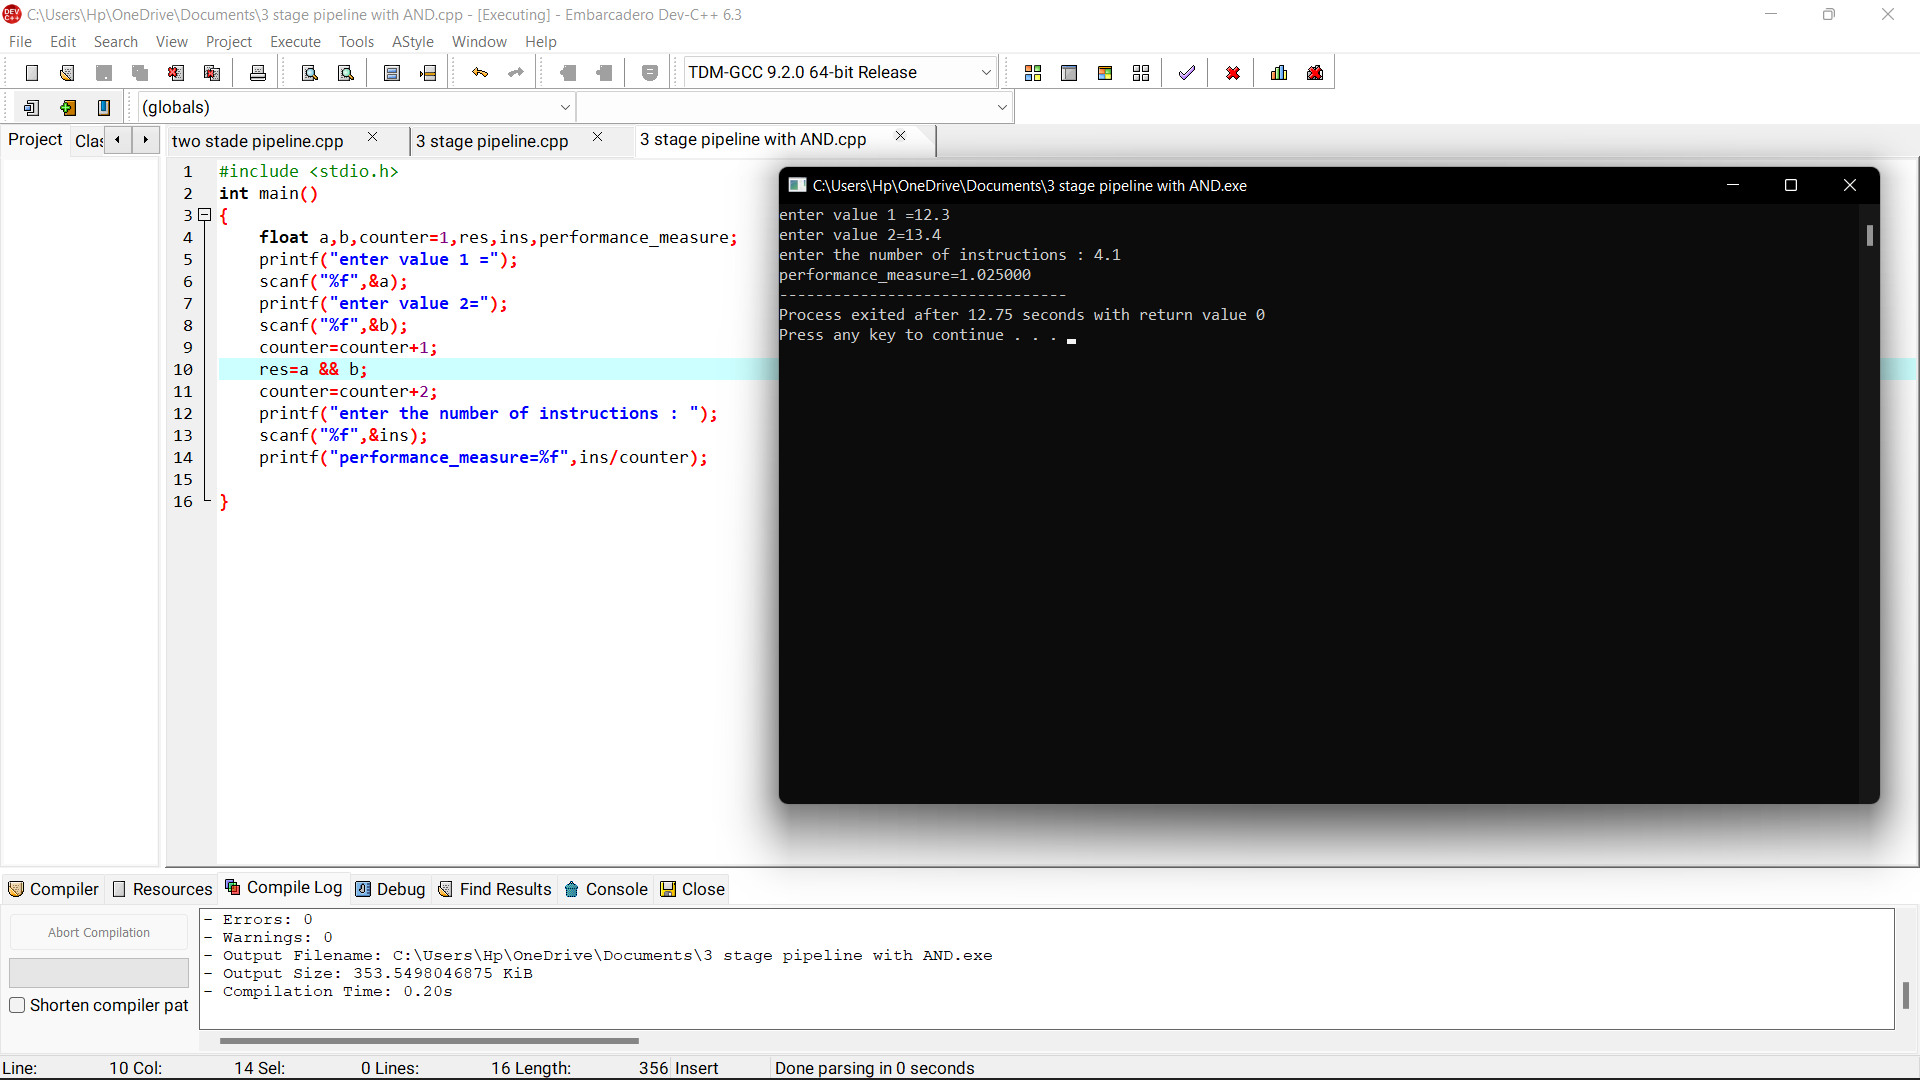 C:\Users\Hp\OneDrive\Documents\3 stage pipeline with AND.cpp - [Executing] - Embarcadero Dev-C++ 6.3
File Edit Search View Project Execute Tools AStyle Window Help
TDM-GCC 9.2.0 64-bit Release
(globals)
Project Clas two stade pipeline.cpp 3 stage pipeline.cpp 3 stage pipeline with AND.cpp
1 #include <stdio.h>
2 int main()
3 {
4 float a,b,counter=1,res,ins,performance_measure;
5 printf("enter value 1 =");
6 scanf("%f",&a);
7 printf("enter value 2=");
8 scanf("%f",&b);
9 counter=counter+1;
10 res=a && b;
11 counter=counter+2;
12 printf("enter the number of instructions : ");
13 scanf("%f",&ins);
14 printf("performance_measure=%f",ins/counter);
15
16 }
C:\Users\Hp\OneDrive\Documents\3 stage pipeline with AND.exe
enter value 1 =12.3
enter value 2=13.4
enter the number of instructions : 4.1
performance_measure=1.025000
--------------------------------
Process exited after 12.75 seconds with return value 0
Press any key to continue . . .
Compiler Resources Compile Log Debug Find Results Console Close
Abort Compilation
Shorten compiler pat
- Errors: 0
- Warnings: 0
- Output Filename: C:\Users\Hp\OneDrive\Documents\3 stage pipeline with AND.exe
- Output Size: 353.5498046875 KiB
- Compilation Time: 0.20s
Line: 10 Col: 14 Sel: 0 Lines: 16 Length: 356 Insert Done parsing in 0 seconds